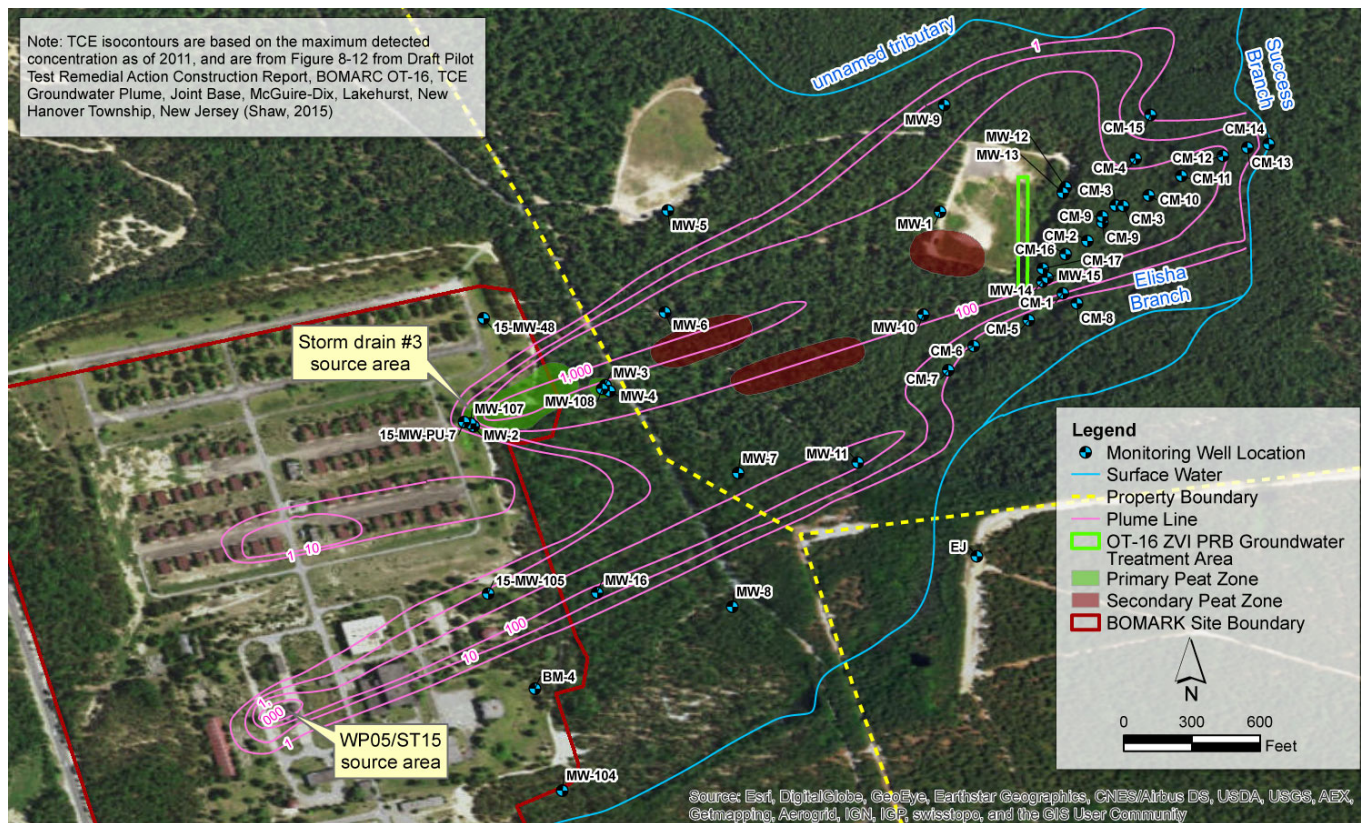 Note: TCE isocontours are based on the maximum detected
concentration as of 2011, and are from Figure 8-12 from Draft Pilot
Test Remedial Action Construction Report, BOMARC OT-16, TCE
Groundwater Plume, Joint Base, McGuire-Dix, Lakehurst, New
Hanover Township, New Jersey (Shaw, 2015)
unnamed tributary
1
Success
Branch
MW-9
MW-12
MW-13
CM-15
CM-14
CM-4
CM-12
CM-13
CM-11
CM-3
CM-10
MW-5
MW-1
CM-9
CM-3
CM-2
CM-9
CM-16
CM-17
MW-15
MW-14
Elisha
Branch
CM-1
CM-8
100
MW-10
CM-5
MW-6
15-MW-48
Storm drain #3
source area
CM-6
CM-7
1,000
MW-3
MW-108
MW-4
MW-107
15-MW-PU-7
MW-2
MW-7
MW-11
1
10
EJ
15-MW-105
MW-16
MW-8
100
10
BM-4
1,
000
1
WP05/ST15
source area
MW-104
Legend
Monitoring Well Location
Surface Water
Property Boundary
Plume Line
OT-16 ZVI PRB Groundwater
Treatment Area
Primary Peat Zone
Secondary Peat Zone
BOMARK Site Boundary
N
0 300 600
Feet
Source: Esri, DigitalGlobe, GeoEye, Earthstar Geographics, CNES/Airbus DS, USDA, USGS, AEX,
Getmapping, Aerogrid, IGN, IGP, swisstopo, and the GIS User Community